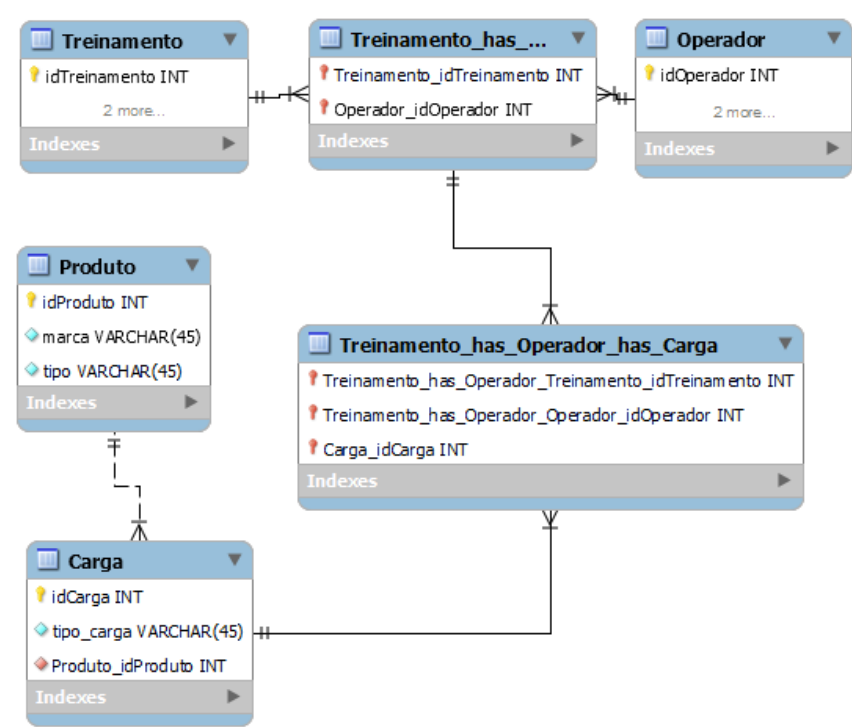 Treinamento
idTreinamento INT
2 more...
Indexes
Treinamento_has_...
Treinamento_idTreinamento INT
Operador_idOperador INT
Indexes
Operador
idOperador INT
2 more...
Indexes
Produto
idProduto INT
marca VARCHAR(45)
tipo VARCHAR(45)
Indexes
Treinamento_has_Operador_has_Carga
Treinamento_has_Operador_Treinamento_idTreinamento INT
Treinamento_has_Operador_Operador_idOperador INT
Carga_idCarga INT
Indexes
Carga
idCarga INT
tipo_carga VARCHAR(45)
Produto_idProduto INT
Indexes